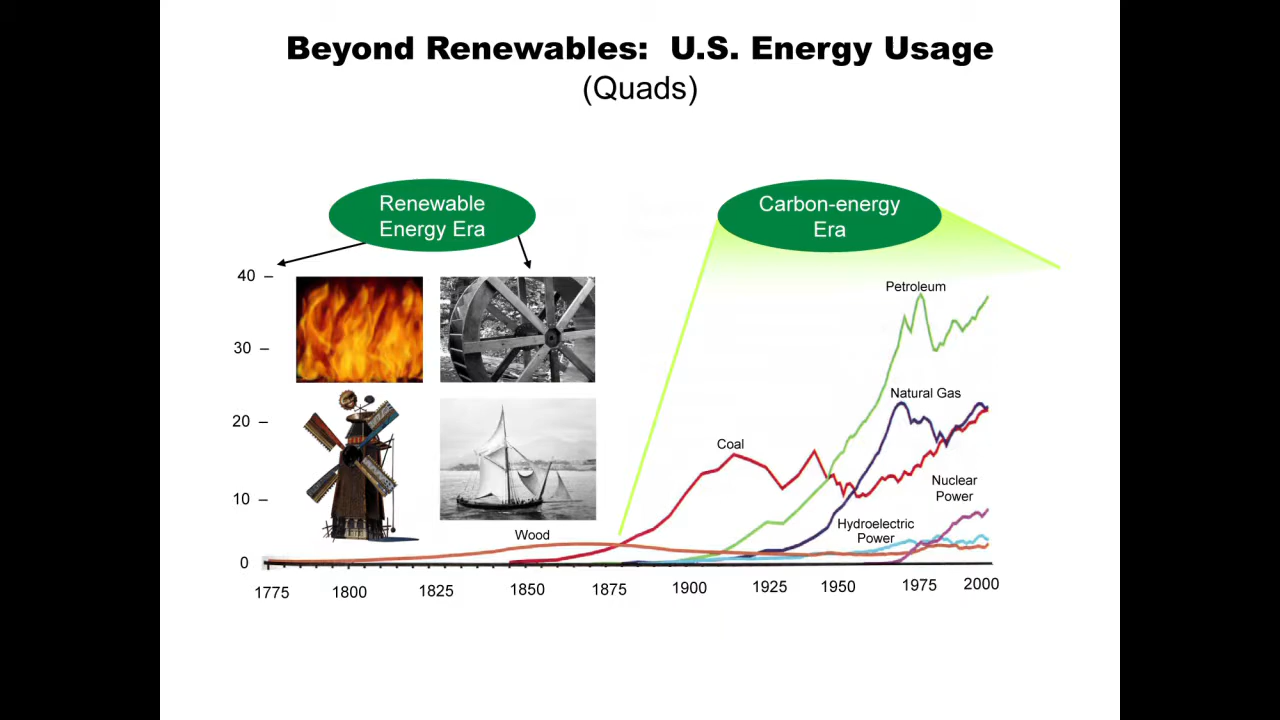 Beyond Renewables: U.S. Energy Usage
(Quads)
Renewable
Energy Era
Carbon-energy
Era
40
30
20
10
0
Petroleum
Natural Gas
Coal
Nuclear
Power
Hydroelectric
Power
Wood
1775 1800 1825 1850 1875 1900 1925 1950 1975 2000